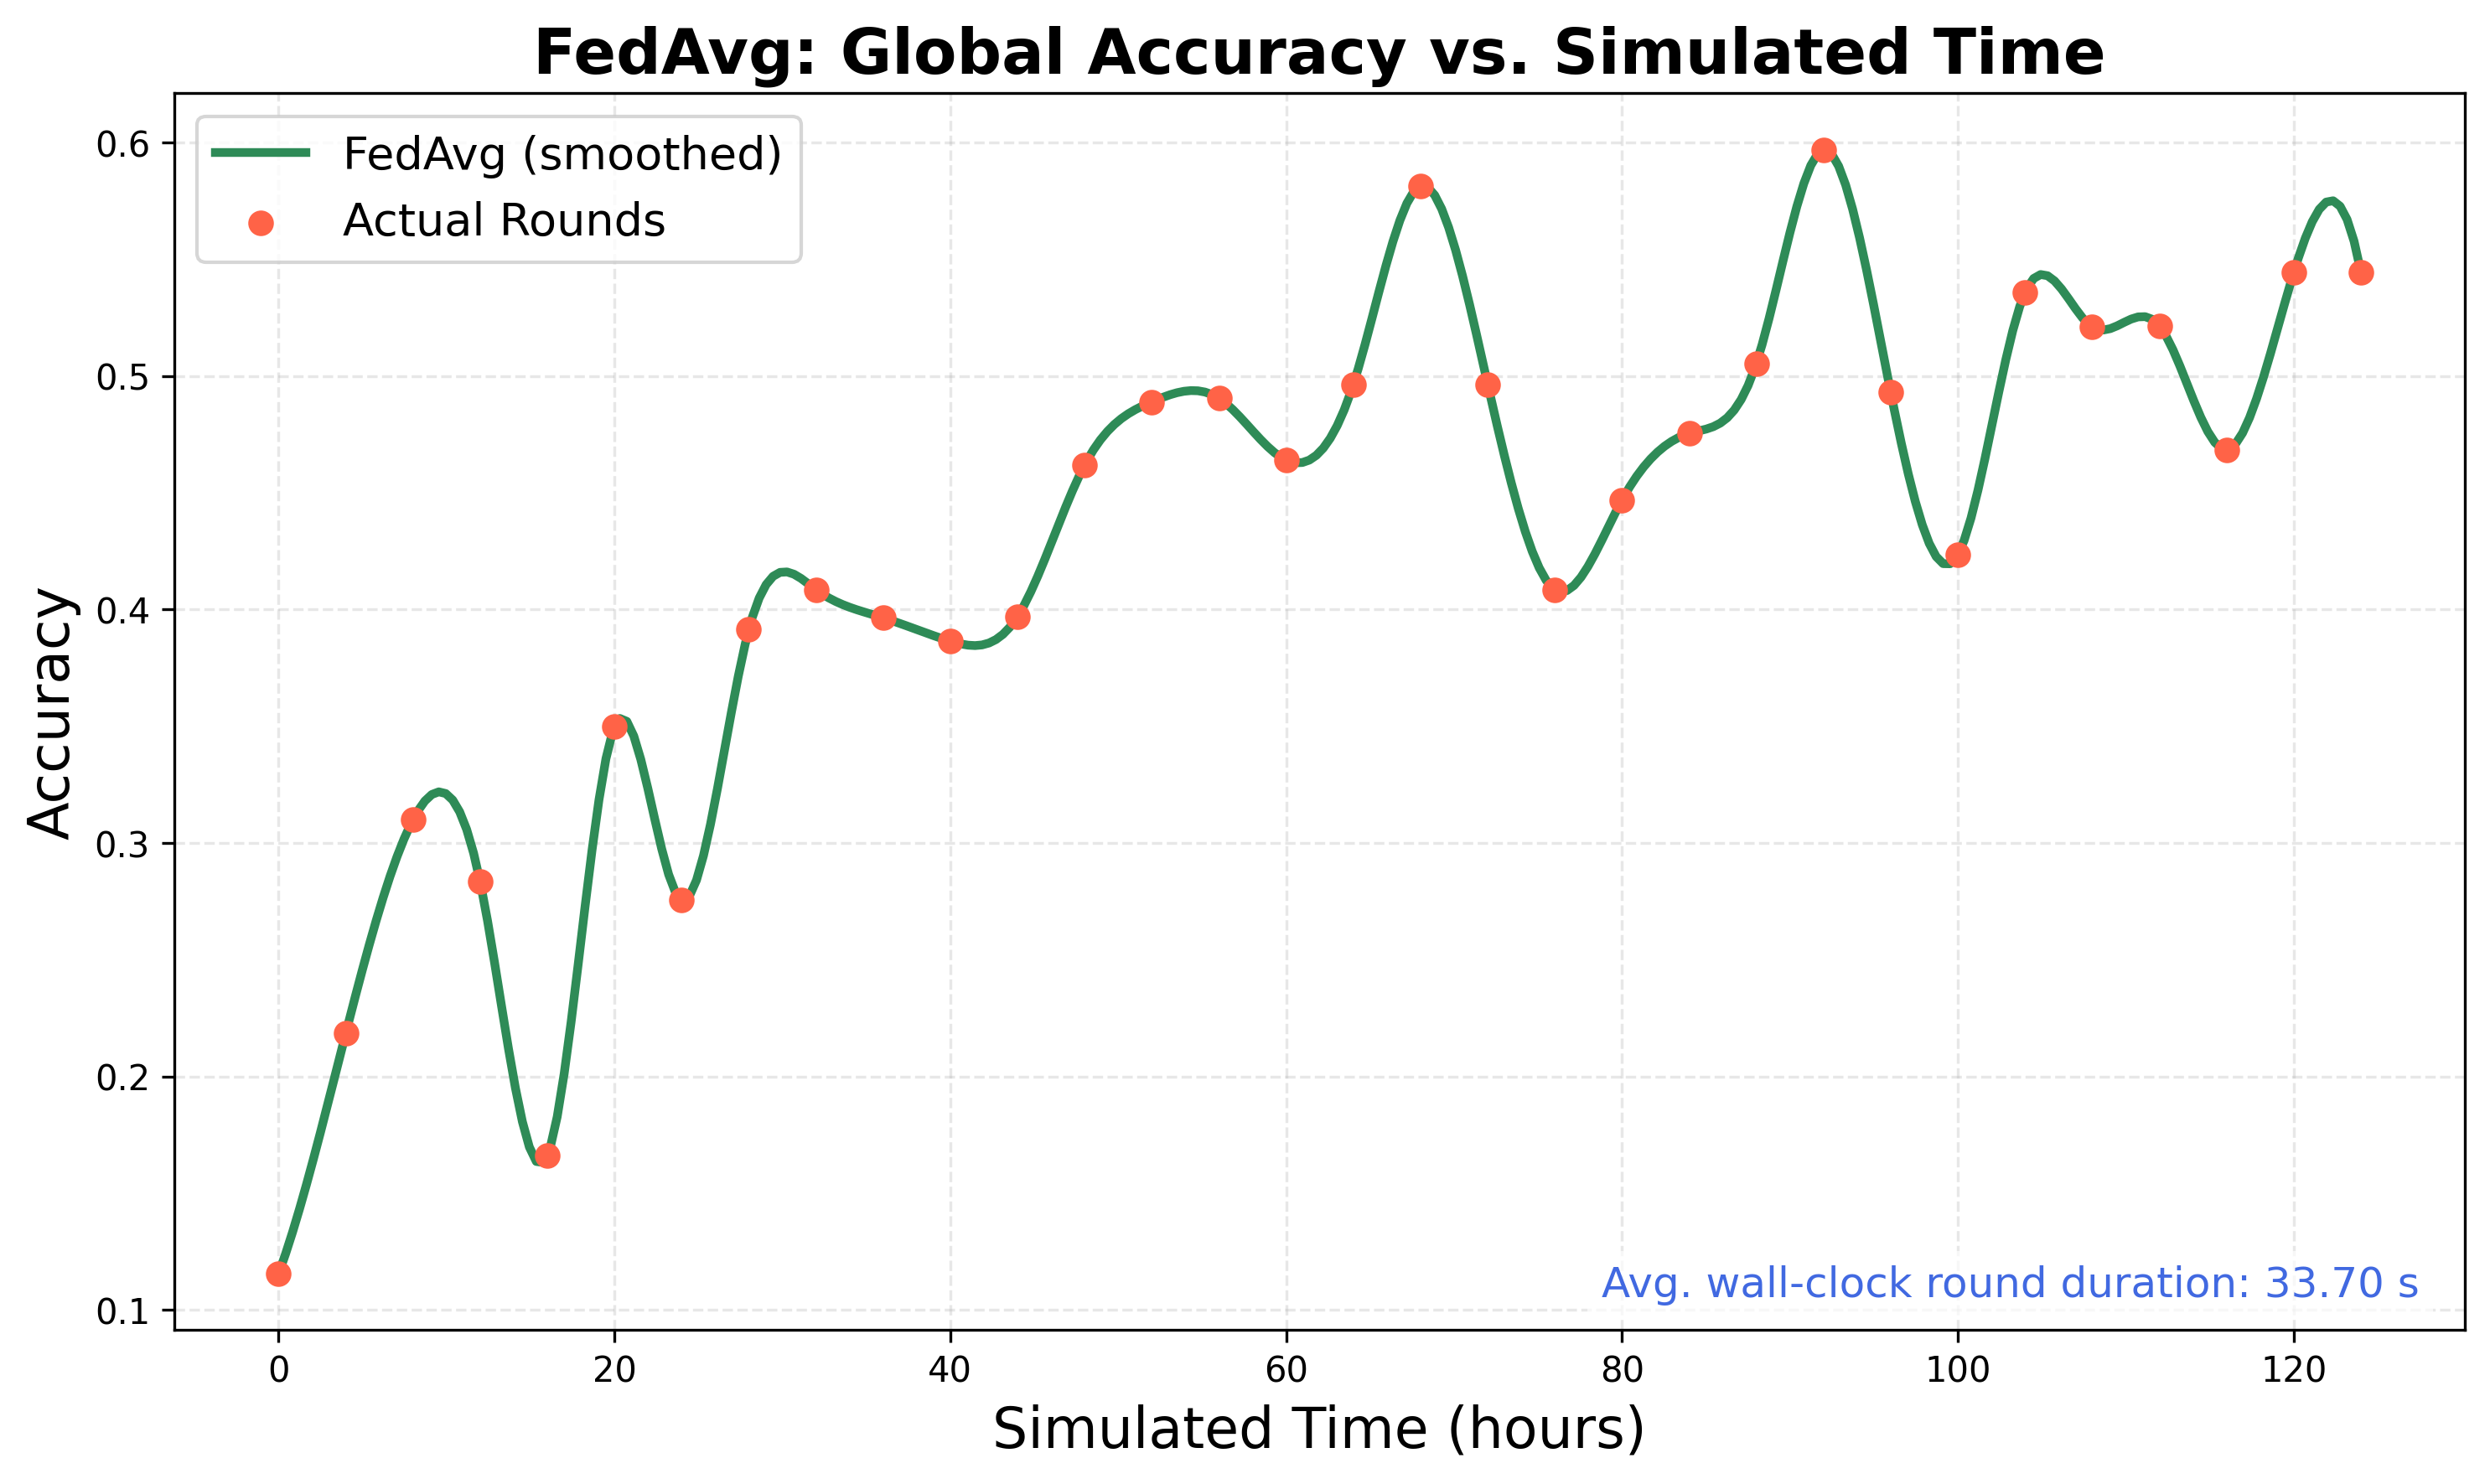 FedAvg: Global Accuracy vs. Simulated Time
FedAvg (smoothed)
Actual Rounds
Accuracy
0.6
0.5
0.4
0.3
0.2
0.1
Avg. wall-clock round duration: 33.70 s
0 20 40 60 80 100 120
Simulated Time (hours)